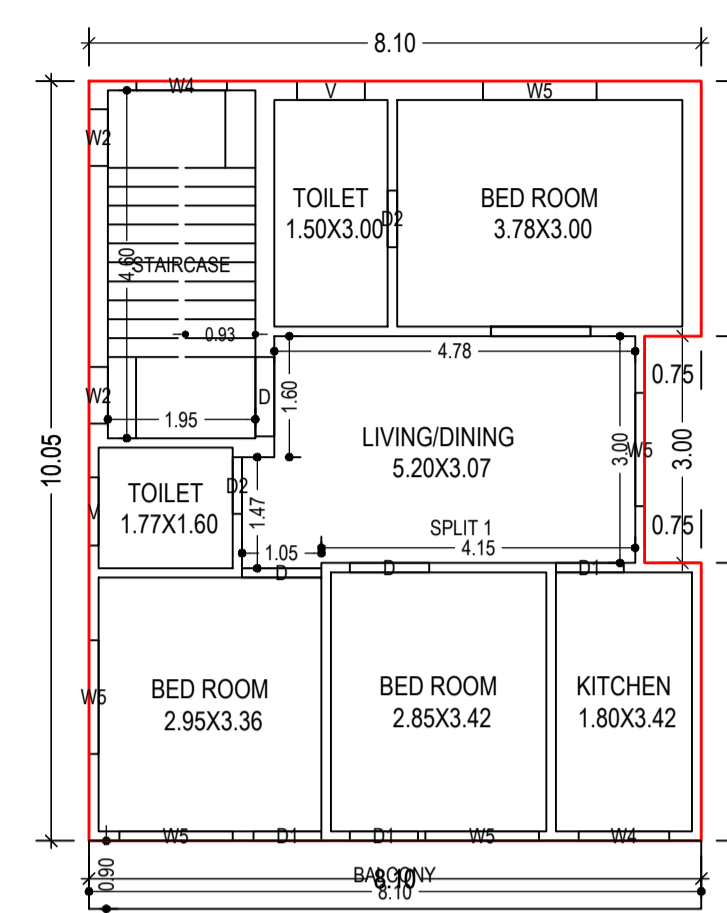 8.10
W4
V
W5
W2
TOILET
1.50X3.00
D2
BED ROOM
3.78X3.00
STAIRCASE
4.60
0.93
4.78
0.75
W2
D
1.60
1.95
10.05
LIVING/DINING
5.20X3.07
3.00
W5
3.00
TOILET
1.77X1.60
D2
V
1.47
SPLIT 1
4.15
0.75
1.05
D
D
D1
W5
BED ROOM
2.95X3.36
BED ROOM
2.85X3.42
KITCHEN
1.80X3.42
W5
D1
D1
W5
W4
0.90
BALCONY
8.10
8.10